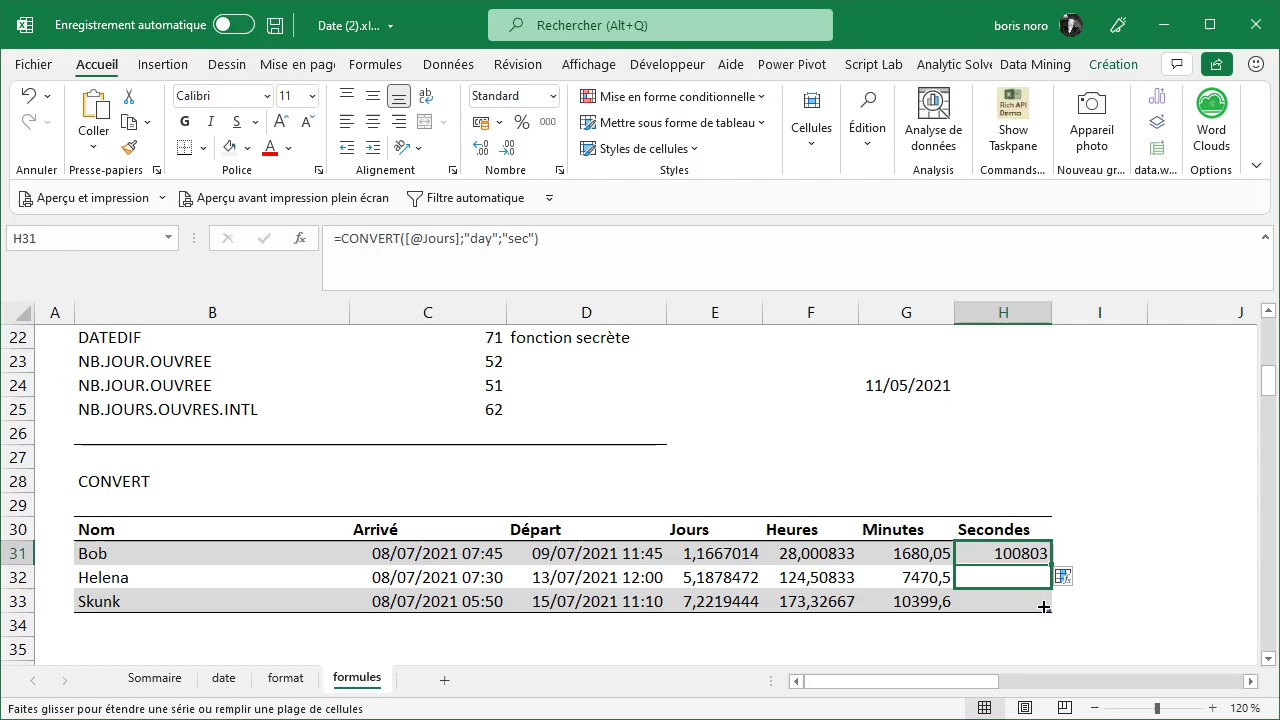 Enregistrement automatique
Date (2).xl...
Rechercher (Alt+Q)
boris noro
Fichier Accueil Insertion Dessin Mise en page Formules Données Révision Affichage Développeur Aide Power Pivot Script Lab Analytic Solve Data Mining Création
Coller
Calibri 11
G I S
Standard
% 000
Mise en forme conditionnelle
Mettre sous forme de tableau
Styles de cellules
Cellules
Édition
Analyse de données
Rich API Demo
Show Taskpane
Appareil photo
Word Clouds
Annuler Presse-papiers Police Alignement Nombre Styles Analysis Commands... Nouveau gr... data.w... Options
Aperçu et impression Aperçu avant impression plein écran Filtre automatique
H31 fx =CONVERT([@Jours];"day";"sec")
A B C D E F G H I J
22 DATEDIF 71 fonction secrète
23 NB.JOUR.OUVREE 52
24 NB.JOUR.OUVREE 51 11/05/2021
25 NB.JOURS.OUVRES.INTL 62
26
27
28 CONVERT
29
30 Nom Arrivé Départ Jours Heures Minutes Secondes
31 Bob 08/07/2021 07:45 09/07/2021 11:45 1,1667014 28,000833 1680,05 100803
32 Helena 08/07/2021 07:30 13/07/2021 12:00 5,1878472 124,50833 7470,5
33 Skunk 08/07/2021 05:50 15/07/2021 11:10 7,2219444 173,32667 10399,6
34
35
Sommaire date format formules
Faites glisser pour étendre une série ou remplir une plage de cellules
120 %